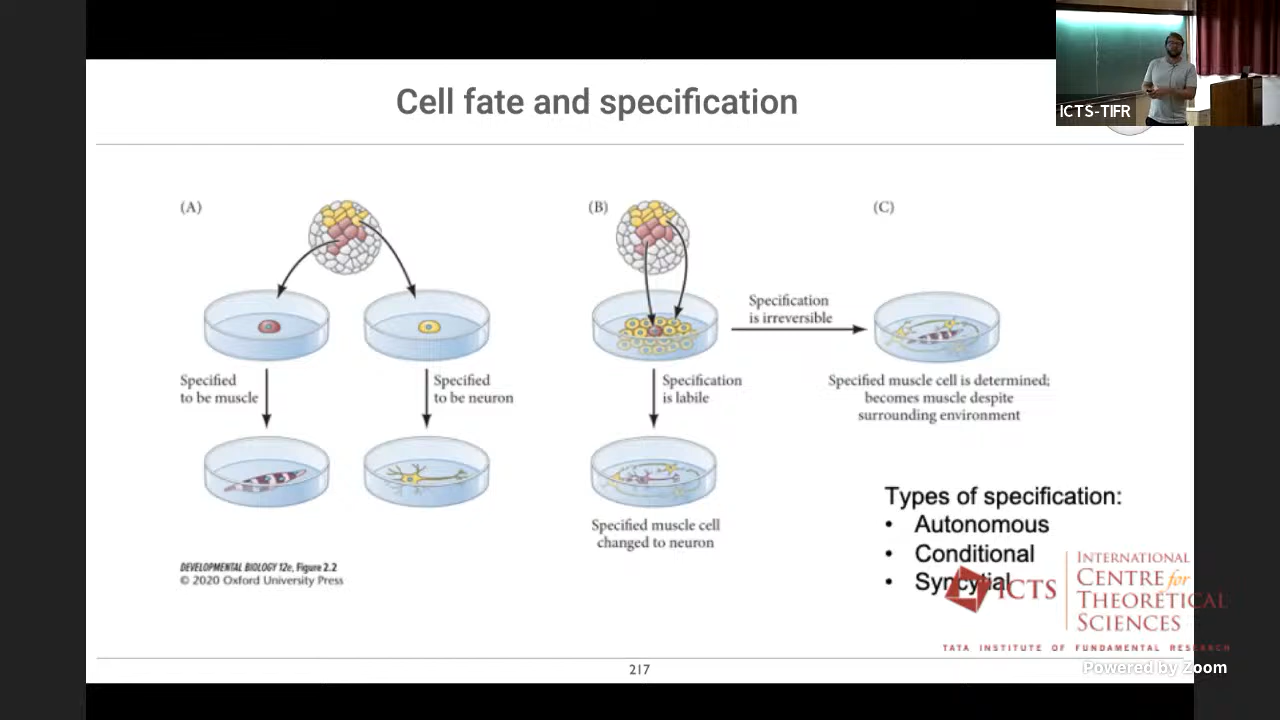 Cell fate and specification
ICTS-TIFR
(A)
(B)
(C)
Specification
is irreversible
Specified
to be muscle
Specified
to be neuron
Specification
is labile
Specified muscle cell is determined;
becomes muscle despite
surrounding environment
Specified muscle cell
changed to neuron
Types of specification:
• Autonomous
• Conditional
• Syncytial
DEVELOPMENTAL BIOLOGY 12e, Figure 2.2
© 2020 Oxford University Press
ICTS
INTERNATIONAL
CENTRE for
THEORETICAL
SCIENCES
TATA INSTITUTE OF FUNDAMENTAL RESEARCH
217
Powered by Zoom